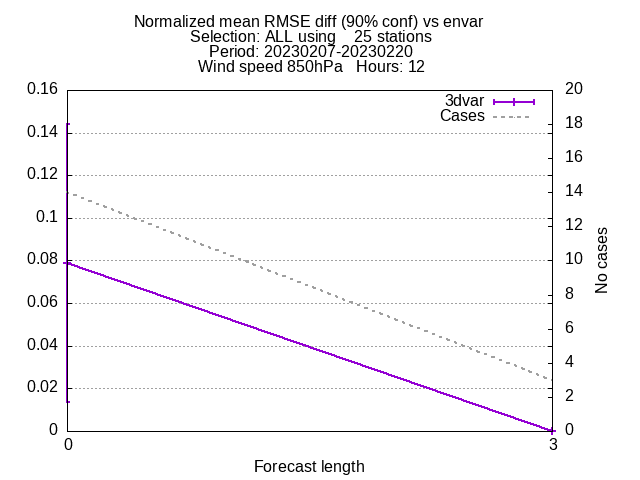 Normalized mean RMSE diff (90% conf) vs envar
Selection: ALL using    25 stations
Period: 20230207-20230220
Wind speed 850hPa   Hours: 12
3dvar
Cases
0.16
0.14
0.12
0.1
0.08
0.06
0.04
0.02
0
20
18
16
14
12
10
8
6
4
2
0
No cases
0
3
Forecast length